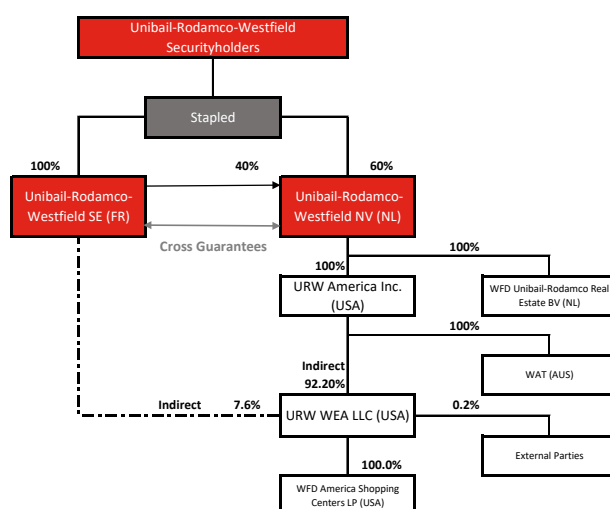 Unibail-Rodamco-Westfield
Securityholders
Stapled
100%
40%
60%
Unibail-Rodamco-
Westfield SE (FR)
Unibail-Rodamco-
Westfield NV (NL)
Cross Guarantees
100%
100%
URW America Inc.
(USA)
WFD Unibail-Rodamco Real
Estate BV (NL)
100%
WAT (AUS)
Indirect
92.20%
Indirect
7.6%
URW WEA LLC (USA)
0.2%
External Parties
100.0%
WFD America Shopping
Centers LP (USA)